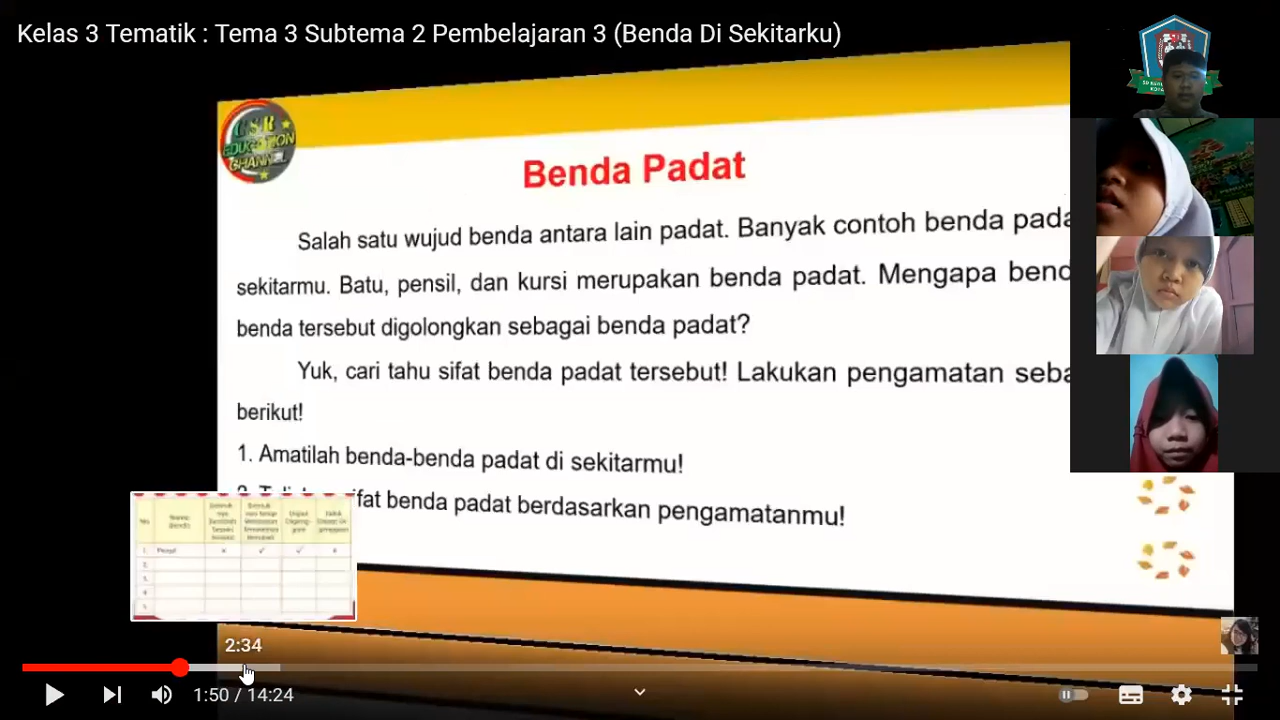 Kelas 3 Tematik : Tema 3 Subtema 2 Pembelajaran 3 (Benda Di Sekitarku)
CSR
EDUCATION
CHANNEL
Benda Padat
Salah satu wujud benda antara lain padat. Banyak contoh benda pada
sekitarmu. Batu, pensil, dan kursi merupakan benda padat. Mengapa bend
benda tersebut digolongkan sebagai benda padat?
Yuk, cari tahu sifat benda padat tersebut! Lakukan pengamatan seba
berikut!
1. Amatilah benda-benda padat di sekitarmu!
fat benda padat berdasarkan pengamatanmu!
2:34
1:50 / 14:24